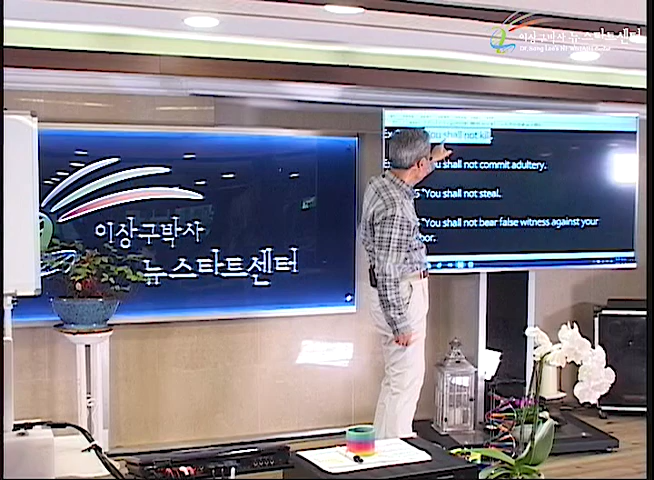 이상구박사 뉴스타트센터
이상구박사
뉴스타트센터
You shall not kill.
You shall not commit adultery.
"You shall not steal.
"You shall not bear false witness against your